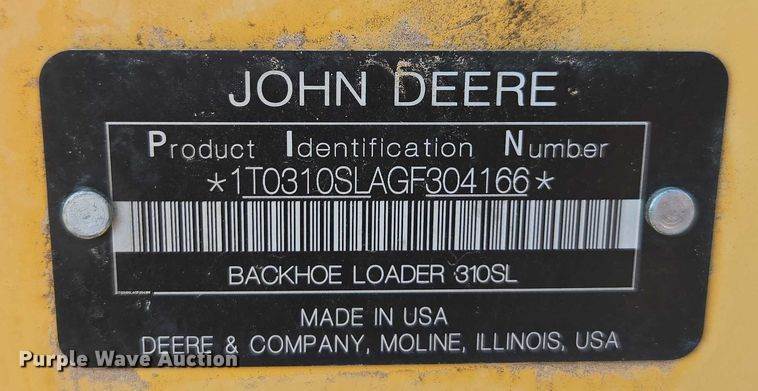 JOHN DEERE
Product Identification Number
*1T0310SLAGF304166*
BACKHOE LOADER 310SL
MADE IN USA
DEERE & COMPANY, MOLINE, ILLINOIS, USA
Purple Wave Auction